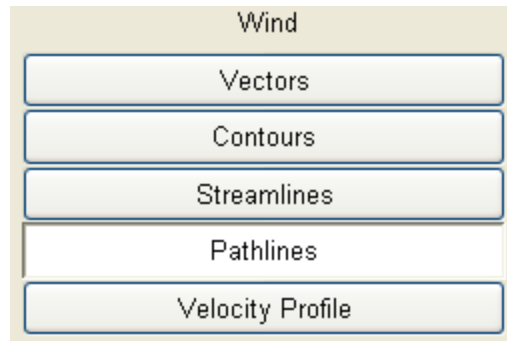 Wind
Vectors
Contours
Streamlines
Pathlines
Velocity Profile